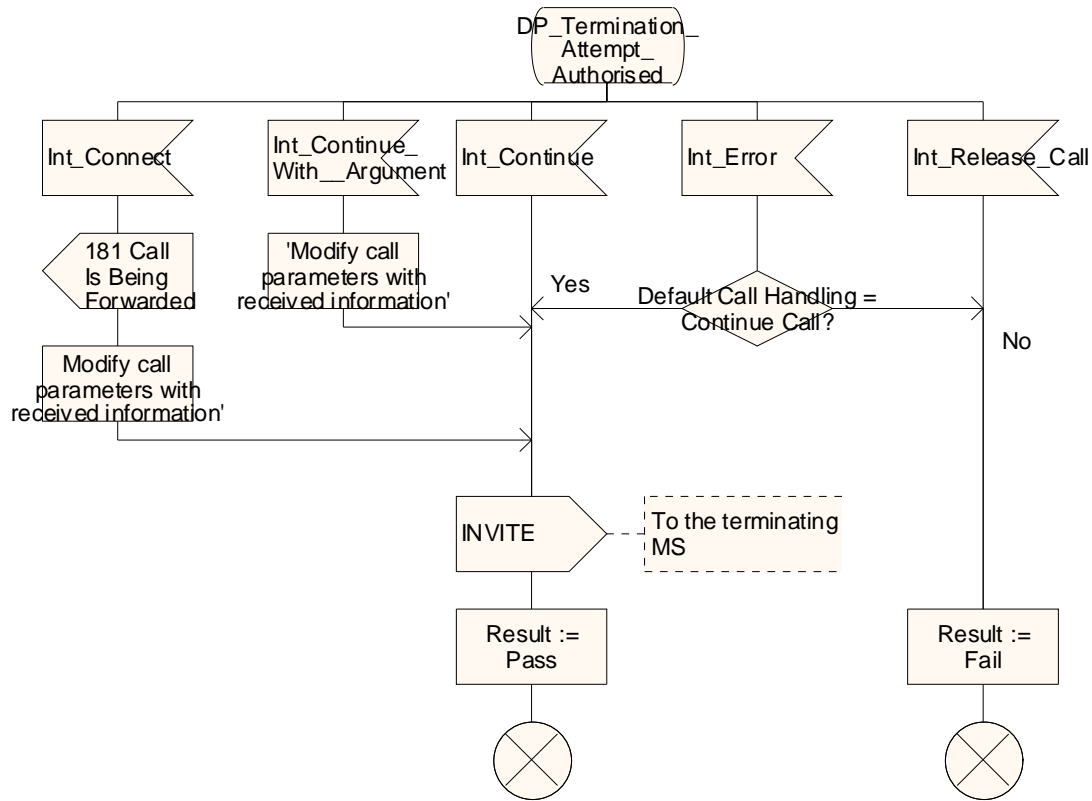 DP_Termination_
Attempt_
Authorised
Int_Connect
Int_Continue_
With__Argument
Int_Continue
Int_Error
Int_Release_Call
181 Call
Is Being
Forwarded
'Modify call
parameters with
received information'
Yes
Default Call Handling =
Continue Call?
No
Modify call
parameters with
received information'
INVITE
To the terminating
MS
Result :=
Pass
Result :=
Fail